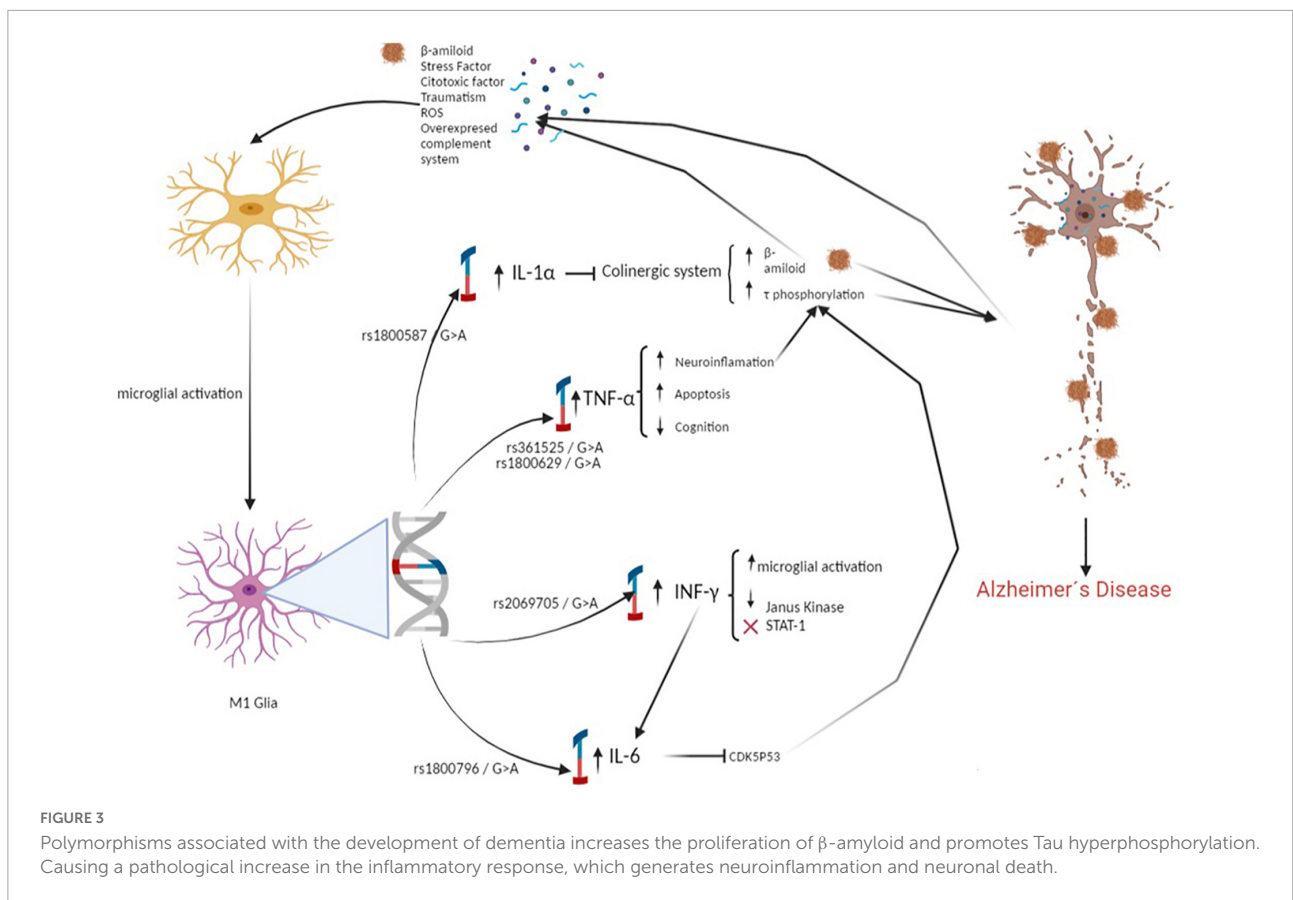 β-amiloid
Stress Factor
Citotoxic factor
Traumatism
ROS
Overexpresed
complement
system
microglial activation
M1 Glia
rs1800587 / G>A
IL-1α
Colinergic system
β-
amiloid
τ phosphorylation
rs361525 / G>A
rs1800629 / G>A
TNF-α
Neuroinflamation
Apoptosis
Cognition
rs2069705 / G>A
INF-γ
microglial activation
Janus Kinase
STAT-1
rs1800796 / G>A
IL-6
CDK5P53
Alzheimer´s Disease
FIGURE 3
Polymorphisms associated with the development of dementia increases the proliferation of β-amyloid and promotes Tau hyperphosphorylation.
Causing a pathological increase in the inflammatory response, which generates neuroinflammation and neuronal death.